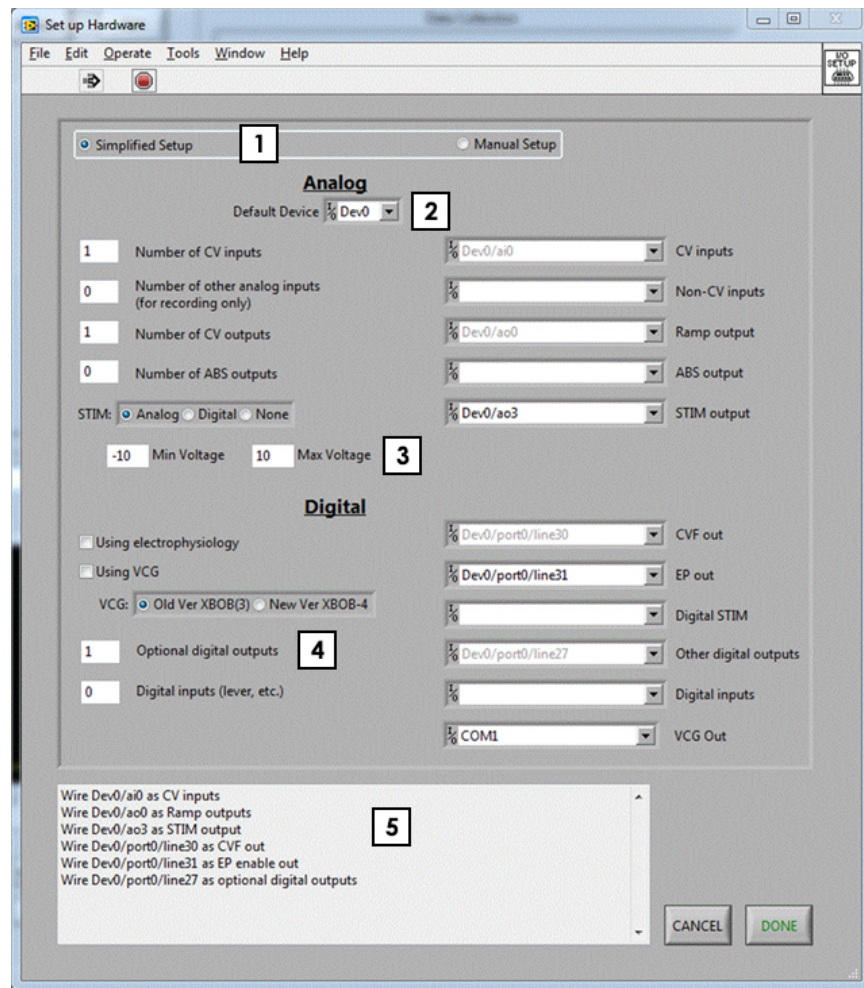 Set up Hardware
File Edit Operate Tools Window Help
I/O
SETUP
Simplified Setup 1 Manual Setup
Analog
Default Device I/O Dev0 2
1 Number of CV inputs I/O Dev0/ai0 CV inputs
0 Number of other analog inputs
(for recording only) I/O Non-CV inputs
1 Number of CV outputs I/O Dev0/ao0 Ramp output
0 Number of ABS outputs I/O ABS output
STIM: Analog Digital None I/O Dev0/ao3 STIM output
-10 Min Voltage 10 Max Voltage 3
Digital
Using electrophysiology I/O Dev0/port0/line30 CVF out
Using VCG I/O Dev0/port0/line31 EP out
VCG: Old Ver XBOB(3) New Ver XBOB-4 I/O Digital STIM
1 Optional digital outputs 4 I/O Dev0/port0/line27 Other digital outputs
0 Digital inputs (lever, etc.) I/O Digital inputs
I/O COM1 VCG Out
Wire Dev0/ai0 as CV inputs
Wire Dev0/ao0 as Ramp outputs
Wire Dev0/ao3 as STIM output
Wire Dev0/port0/line30 as CVF out
Wire Dev0/port0/line31 as EP enable out
Wire Dev0/port0/line27 as optional digital outputs
5
CANCEL DONE